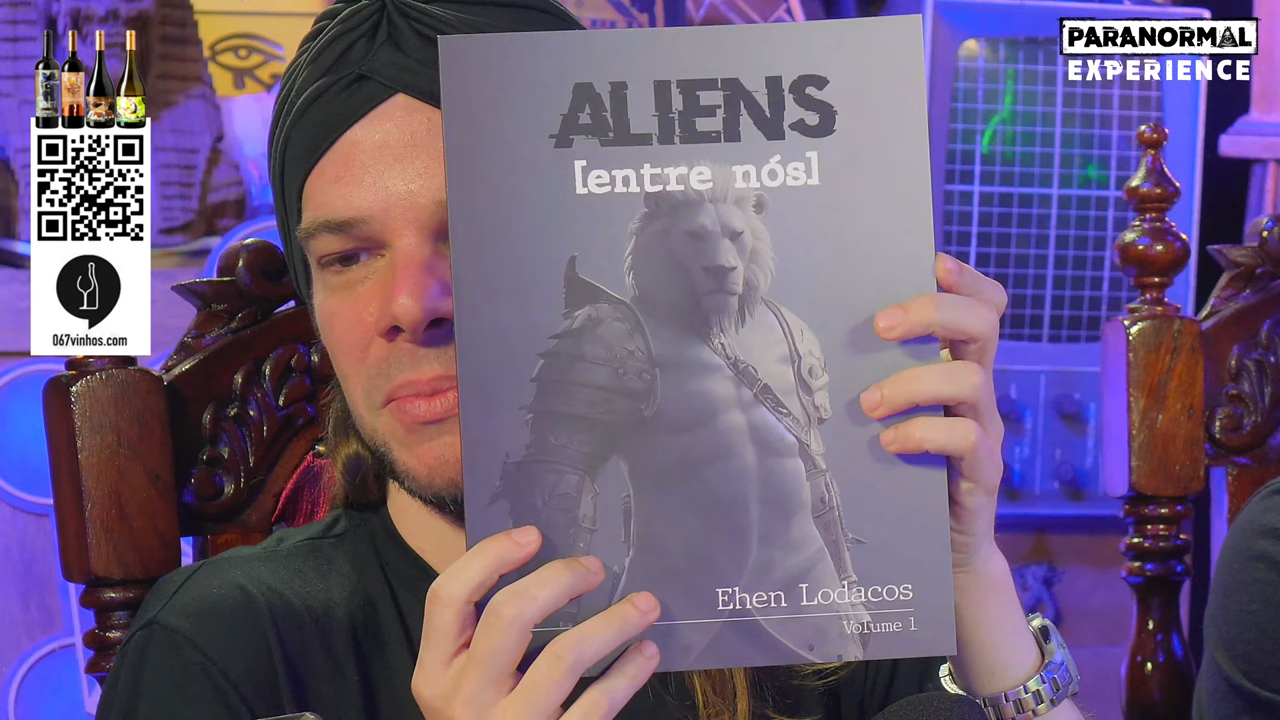 PARANORMAL
EXPERIENCE
ALIENS
[entre nós]
Ehen Lodacos
Volume 1
067vinhos.com